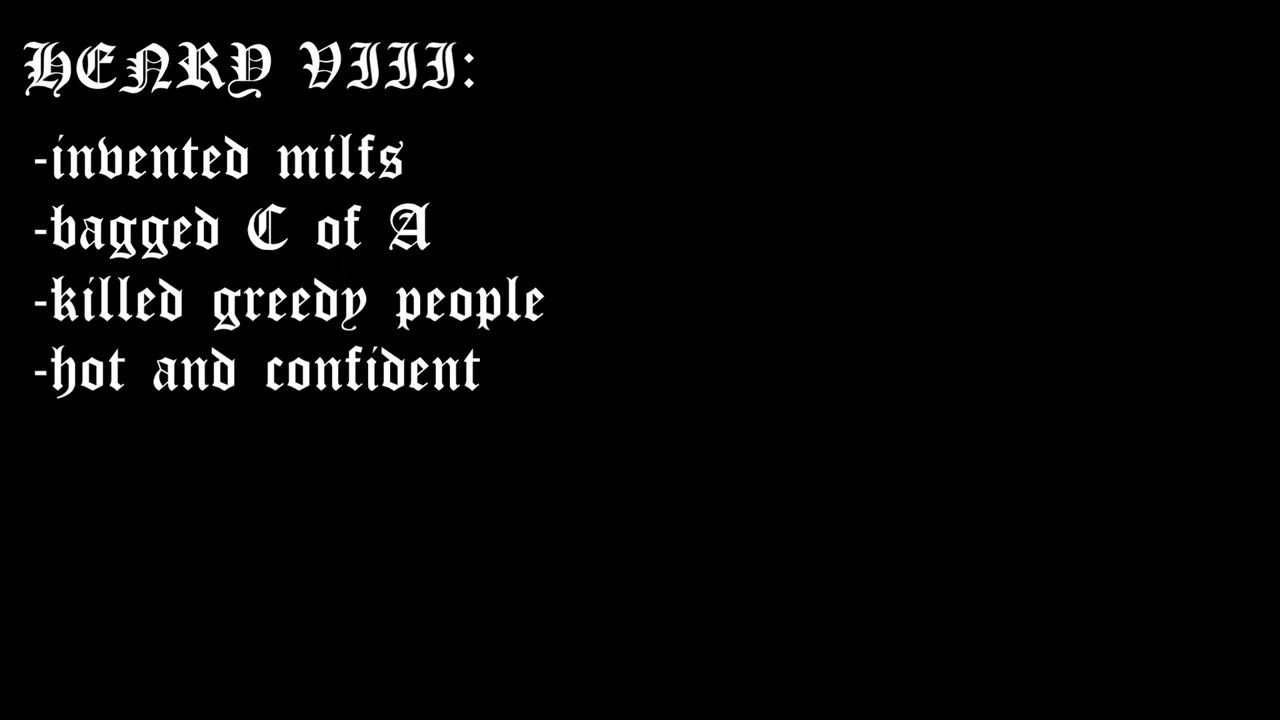 HENRY VIII:
-invented milfs
-bagged C of A
-killed greedy people
-hot and confident